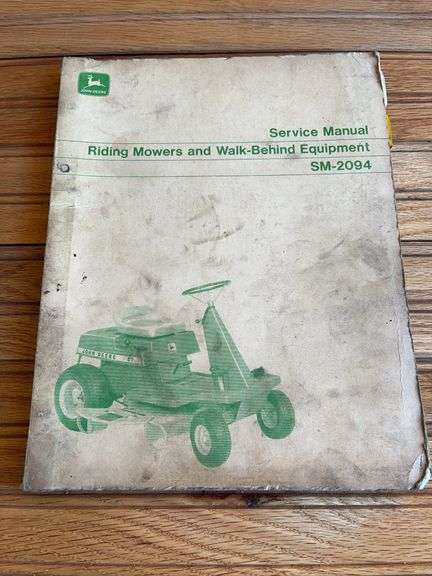 JOHN DEERE
Service Manual
Riding Mowers and Walk-Behind Equipment
SM-2094
JOHN DEERE